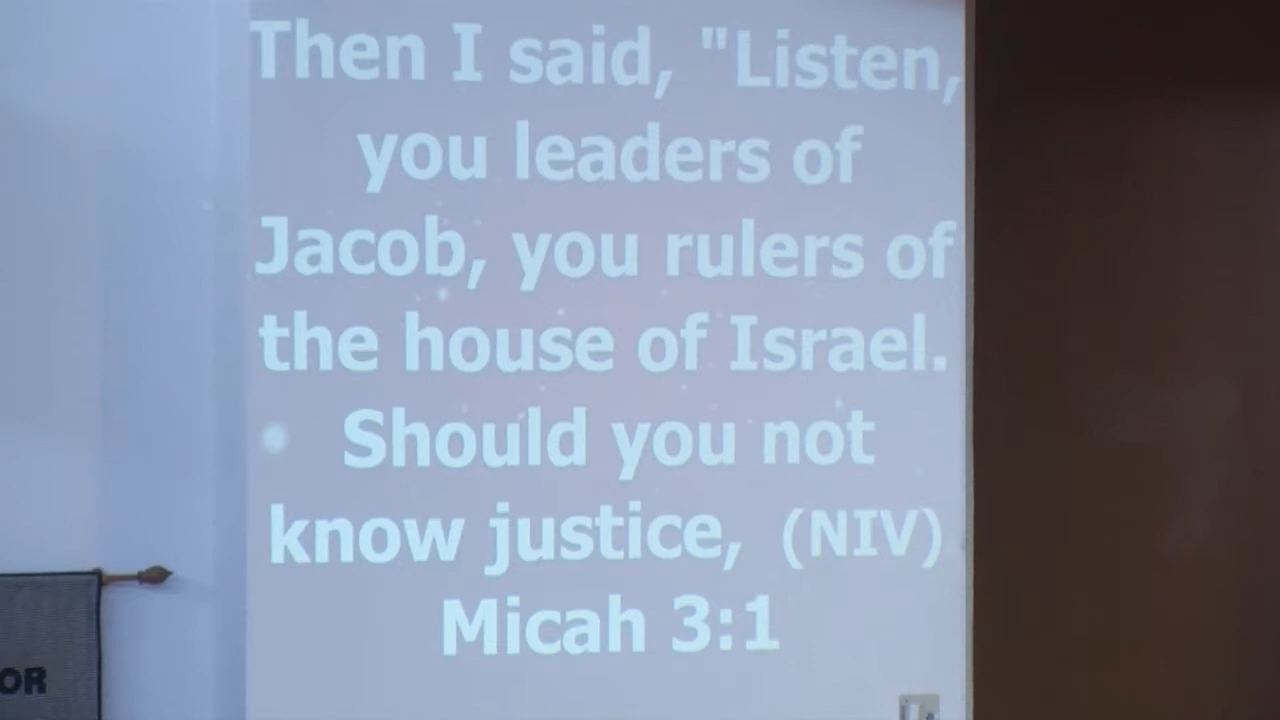 Then I said, "Listen,
you leaders of
Jacob, you rulers of
the house of Israel.
Should you not
know justice, (NIV)
Micah 3:1
OR